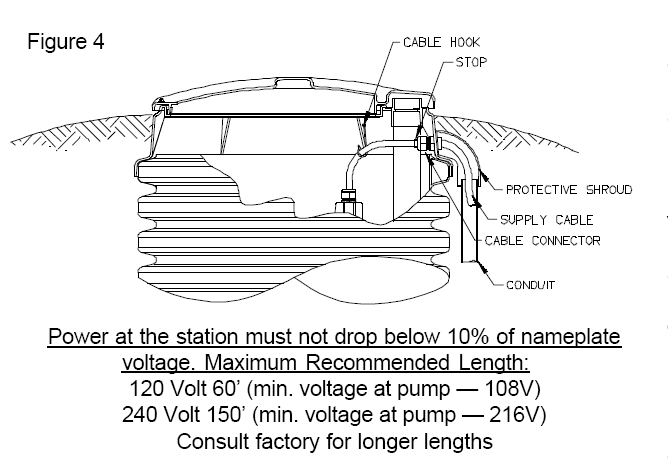 Figure 4
CABLE HOOK
STOP
PROTECTIVE SHROUD
SUPPLY CABLE
CABLE CONNECTOR
CONDUIT
Power at the station must not drop below 10% of nameplate
voltage. Maximum Recommended Length:
120 Volt 60’ (min. voltage at pump — 108V)
240 Volt 150’ (min. voltage at pump — 216V)
Consult factory for longer lengths